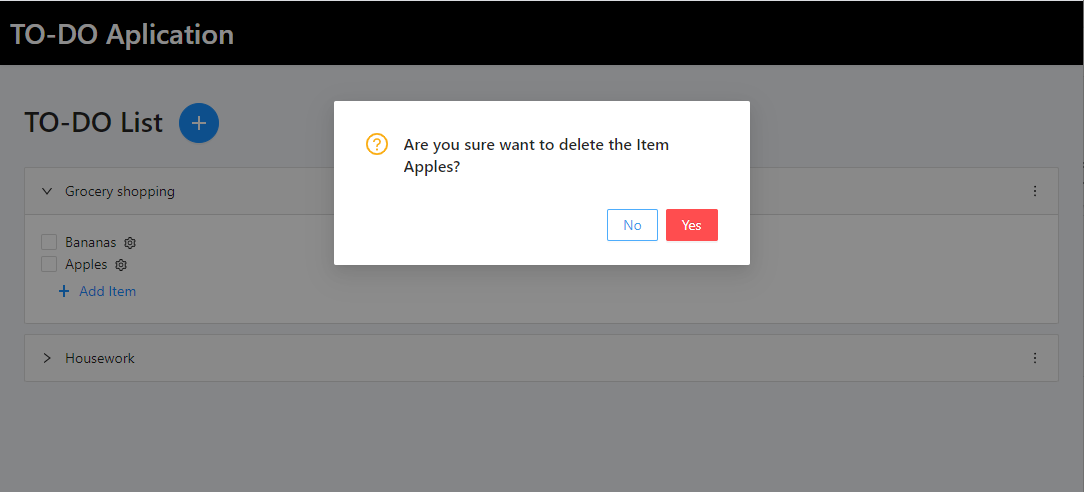 TO-DO Aplication
TO-DO List
Are you sure want to delete the Item
Apples?
No
Yes
Grocery shopping
Bananas
Apples
Add Item
Housework